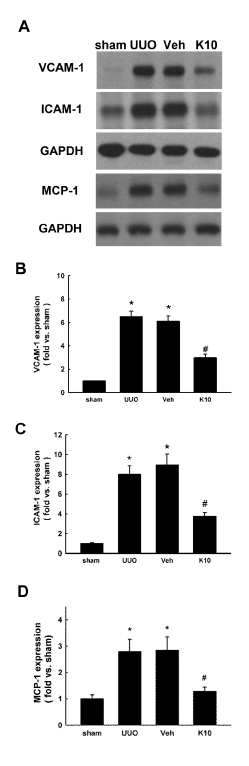 A
sham UUO Veh K10
VCAM-1
ICAM-1
GAPDH
MCP-1
GAPDH
B
VCAM-1 expression
( fold vs. sham)
10
8
6
4
2
0
*
*
#
sham UUO Veh K10
C
ICAM-1 expression
( fold vs. sham)
12
10
8
6
4
2
0
*
*
#
sham UUO Veh K10
D
MCP-1 expression
( fold vs. sham)
4
3
2
1
0
*
*
#
sham UUO Veh K10